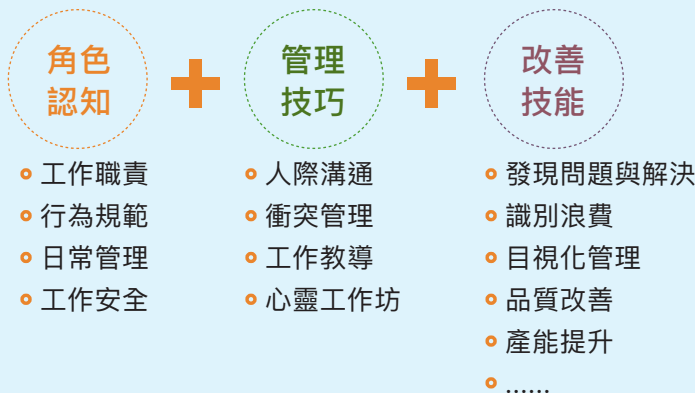 角色
認知
工作職責
行為規範
日常管理
工作安全
管理
技巧
人際溝通
衝突管理
工作教導
心靈工作坊
改善
技能
發現問題與解決
識別浪費
目視化管理
品質改善
產能提升
......